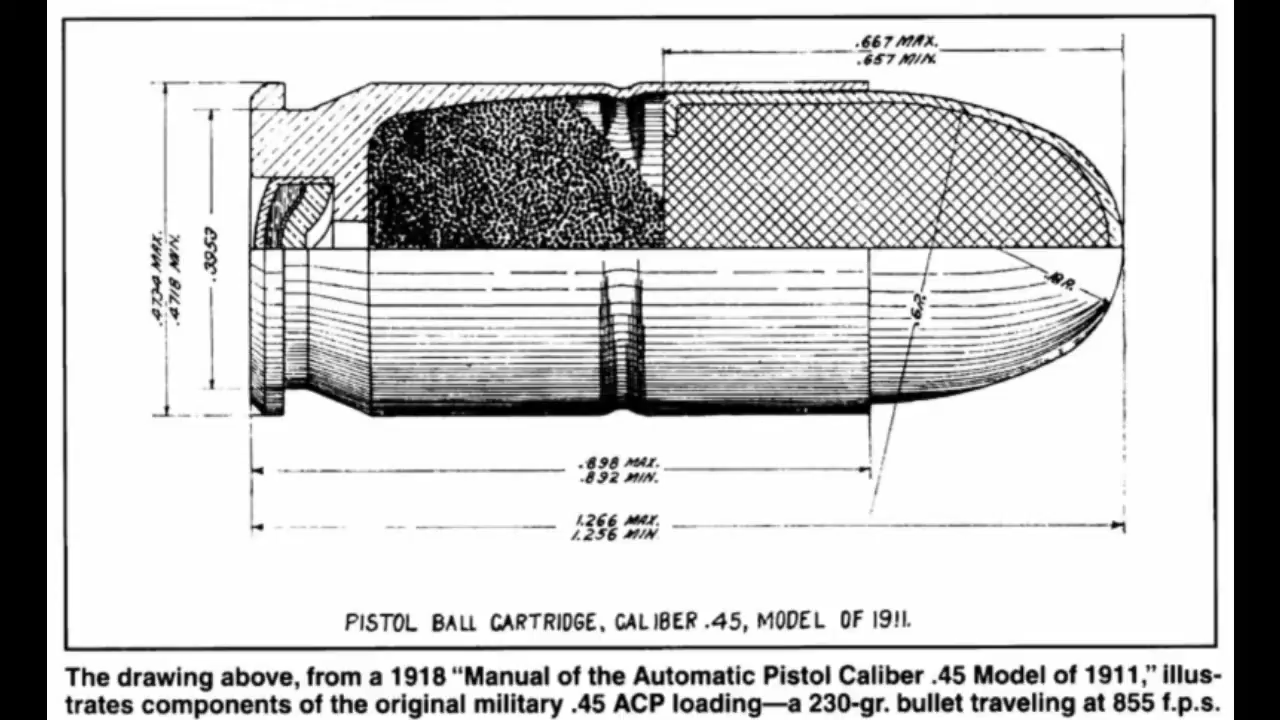 .667 MAX.
.657 MIN.
.4734 MAX.
.4718 MIN.
.3953
.6R.
.898 MAX.
.892 MIN.
1.266 MAX.
1.256 MIN.
PISTOL BALL CARTRIDGE, CALIBER .45, MODEL OF 1911.
The drawing above, from a 1918 “Manual of the Automatic Pistol Caliber .45 Model of 1911,” illus-
trates components of the original military .45 ACP loading—a 230-gr. bullet traveling at 855 f.p.s.